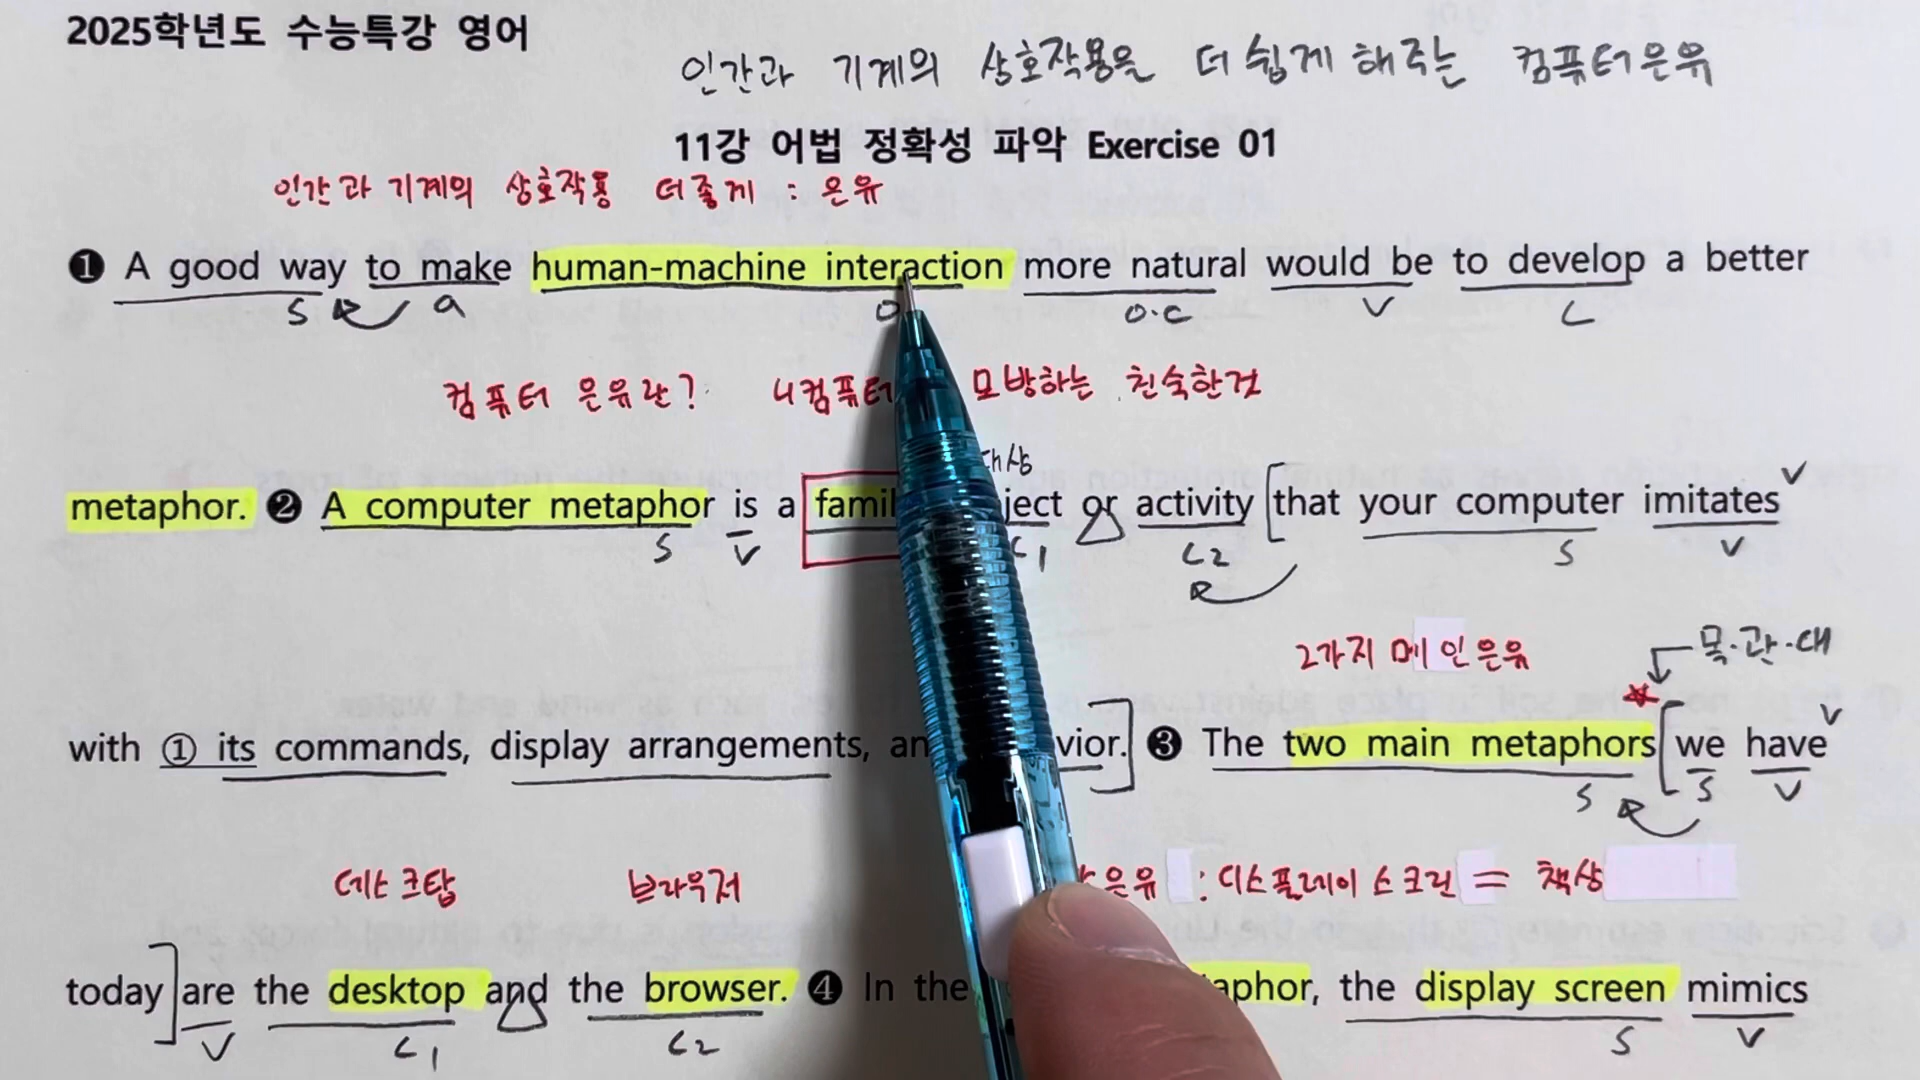 2025학년도 수능특강 영어
인간과 기계의 상호작용을 더 쉽게 해주는 컴퓨터은유
11강 어법 정확성 파악 Exercise 01
인간과 기계의 상호작용 더좋게 : 은유
❶ A good way to make human-machine interaction more natural would be to develop a better
S a O O.C V C
컴퓨터 은유란? 니컴퓨터 모방하는 친숙한것
대상 V
metaphor. ❷ A computer metaphor is a or activity [that your computer imitates
S V C1 C2 S V
2가지 메인은유 목·관·대
V
with ① its commands, display arrangements, ] ❸ The two main metaphors [we have
S S V
데스크탑 브라우저 은유 : 디스플레이 스크린 = 책상
today] are the desktop and the browser. ❹ In the the display screen mimics
V C1 C2 S V